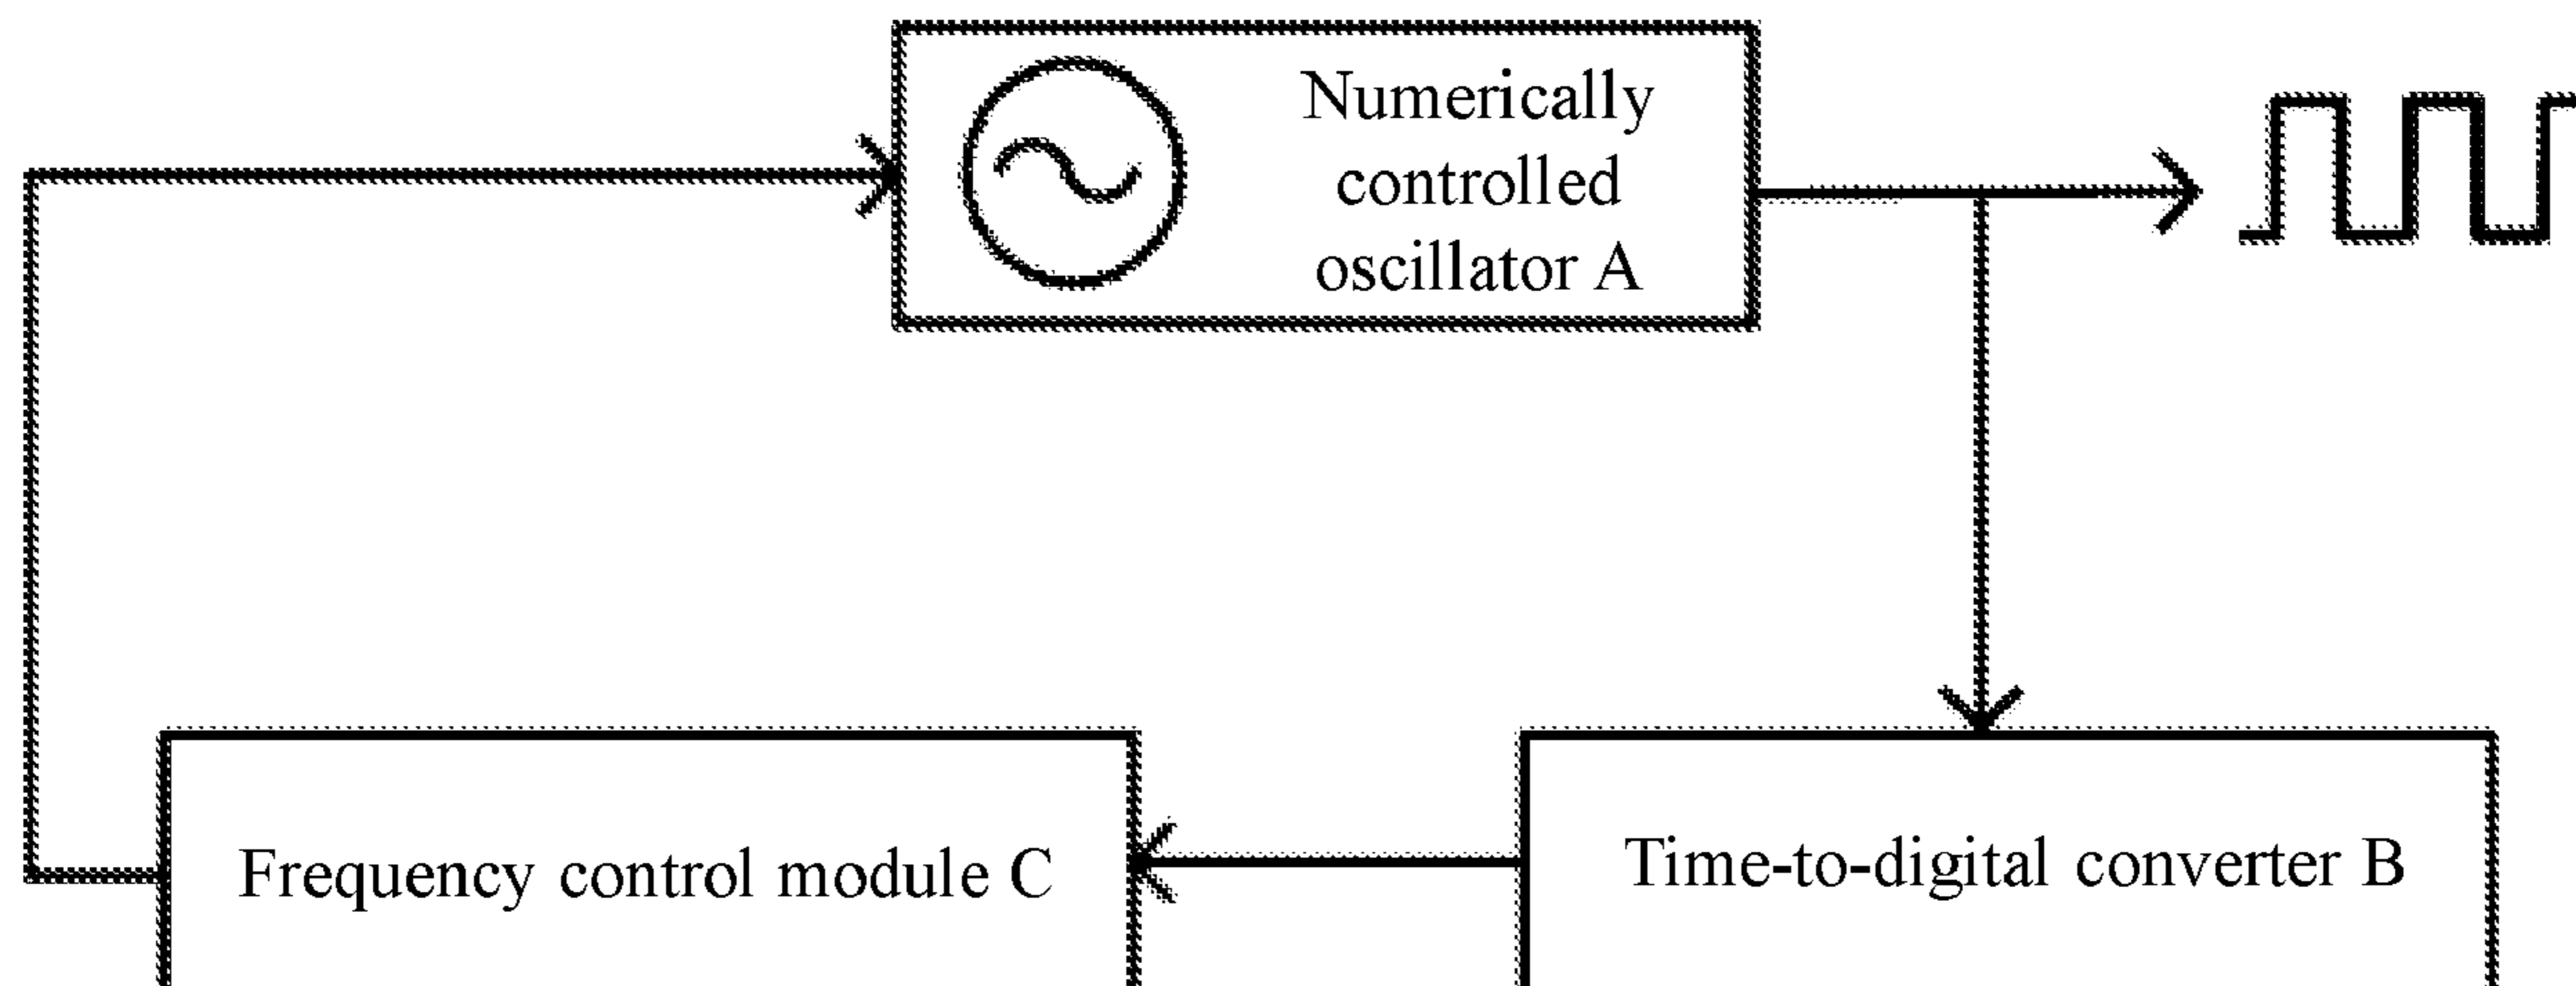 Numerically
controlled
oscillator A
Frequency control module C
Time-to-digital converter B